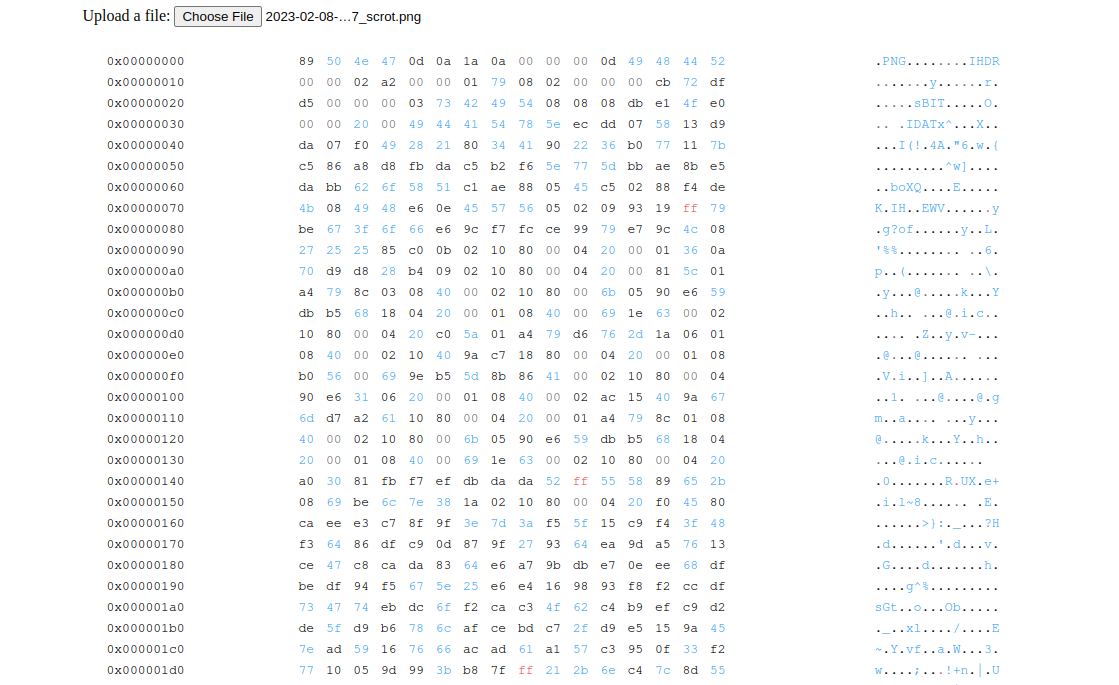 Upload a file: Choose File 2023-02-08-…7_scrot.png
0x00000000 89 50 4e 47 0d 0a 1a 0a 00 00 00 0d 49 48 44 52 .PNG........IHDR
0x00000010 00 00 02 a2 00 00 01 79 08 02 00 00 00 cb 72 df .......y......r.
0x00000020 d5 00 00 00 03 73 42 49 54 08 08 08 db e1 4f e0 .....sBIT.....O.
0x00000030 00 00 20 00 49 44 41 54 78 5e ec dd 07 58 13 d9 .. .IDATx^...X..
0x00000040 da 07 f0 49 28 21 80 34 41 90 22 36 b0 77 11 7b ...I(!.4A."6.w.{
0x00000050 c5 86 a8 d8 fb da c5 b2 f6 5e 77 5d bb ae 8b e5 .........^w]....
0x00000060 da bb 62 6f 58 51 c1 ae 88 05 45 c5 02 88 f4 de ..boXQ....E.....
0x00000070 4b 08 49 48 e6 0e 45 57 56 05 02 09 93 19 ff 79 K.IH..EWV......y
0x00000080 be 67 3f 6f 66 e6 9c f7 fc ce 99 79 e7 9c 4c 08 .g?of......y..L.
0x00000090 27 25 25 85 c0 0b 02 10 80 00 04 20 00 01 36 0a '%%........ ..6.
0x000000a0 70 d9 d8 28 b4 09 02 10 80 00 04 20 00 81 5c 01 p..(....... ..\.
0x000000b0 a4 79 8c 03 08 40 00 02 10 80 00 6b 05 90 e6 59 .y...@.....k...Y
0x000000c0 db b5 68 18 04 20 00 01 08 40 00 69 1e 63 00 02 ..h.. ...@.i.c..
0x000000d0 10 80 00 04 20 c0 5a 01 a4 79 d6 76 2d 1a 06 01 .... .Z..y.v-...
0x000000e0 08 40 00 02 10 40 9a c7 18 80 00 04 20 00 01 08 .@...@...... ...
0x000000f0 b0 56 00 69 9e b5 5d 8b 86 41 00 02 10 80 00 04 .V.i..]..A......
0x00000100 90 e6 31 06 20 00 01 08 40 00 02 ac 15 40 9a 67 ..1. ...@....@.g
0x00000110 6d d7 a2 61 10 80 00 04 20 00 01 a4 79 8c 01 08 m..a.... ...y...
0x00000120 40 00 02 10 80 00 6b 05 90 e6 59 db b5 68 18 04 @.....k...Y..h..
0x00000130 20 00 01 08 40 00 69 1e 63 00 02 10 80 00 04 20 ...@.i.c......
0x00000140 a0 30 81 fb f7 ef db da da 52 ff 55 58 89 65 2b .0.......R.UX.e+
0x00000150 08 69 be 6c 7e 38 1a 02 10 80 00 04 20 f0 45 80 .i.l~8...... .E.
0x00000160 ca ee e3 c7 8f 9f 3e 7d 3a f5 5f 15 c9 f4 3f 48 ......>}:._...?H
0x00000170 f3 64 86 df c9 0d 87 9f 27 93 64 ea 9d a5 76 13 .d......'.d...v.
0x00000180 ce 47 c8 ca da 83 64 e6 a7 9b db e7 0e ee 68 df .G....d.......h.
0x00000190 be df 94 f5 67 5e 25 e6 e4 16 98 93 f8 f2 cc df ....g^%.........
0x000001a0 73 47 74 eb dc 6f f2 ca c3 4f 62 c4 b9 ef c9 d2 sGt..o...Ob.....
0x000001b0 de 5f d9 b6 78 6c af ce bd c7 2f d9 e5 15 9a 45 ._..xl..../....E
0x000001c0 7e ad 59 16 76 66 ac ad 61 a1 57 c3 95 0f 33 f2 ~.Y.vf..a.W...3.
0x000001d0 77 10 05 9d 99 3b b8 7f ff 21 2b 6e c4 7c 8d 55 w....;...!+n.|.U